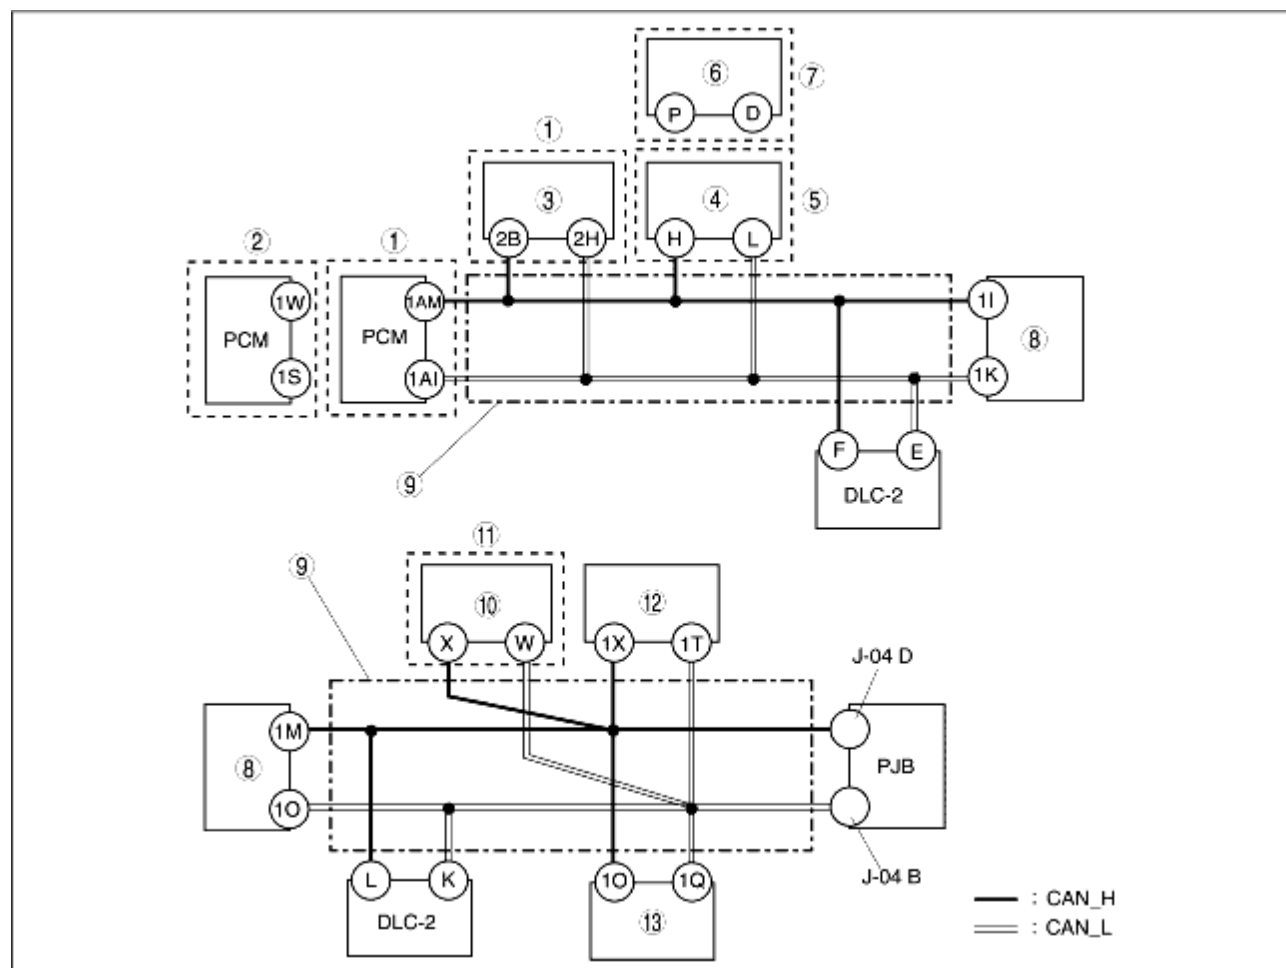 ⑥ ⑦
P D
①
③ ④ ⑤
2B 2H H L
② ①
1W 1AM 1I
PCM PCM ⑧
1S 1AI 1K
F E
⑨ DLC-2
⑪
⑨
⑩ ⑫
X W 1X 1T
J-04 D
1M
⑧ PJB
1O
L K 1O 1Q
J-04 B
DLC-2 ⑬
: CAN_H
: CAN_L